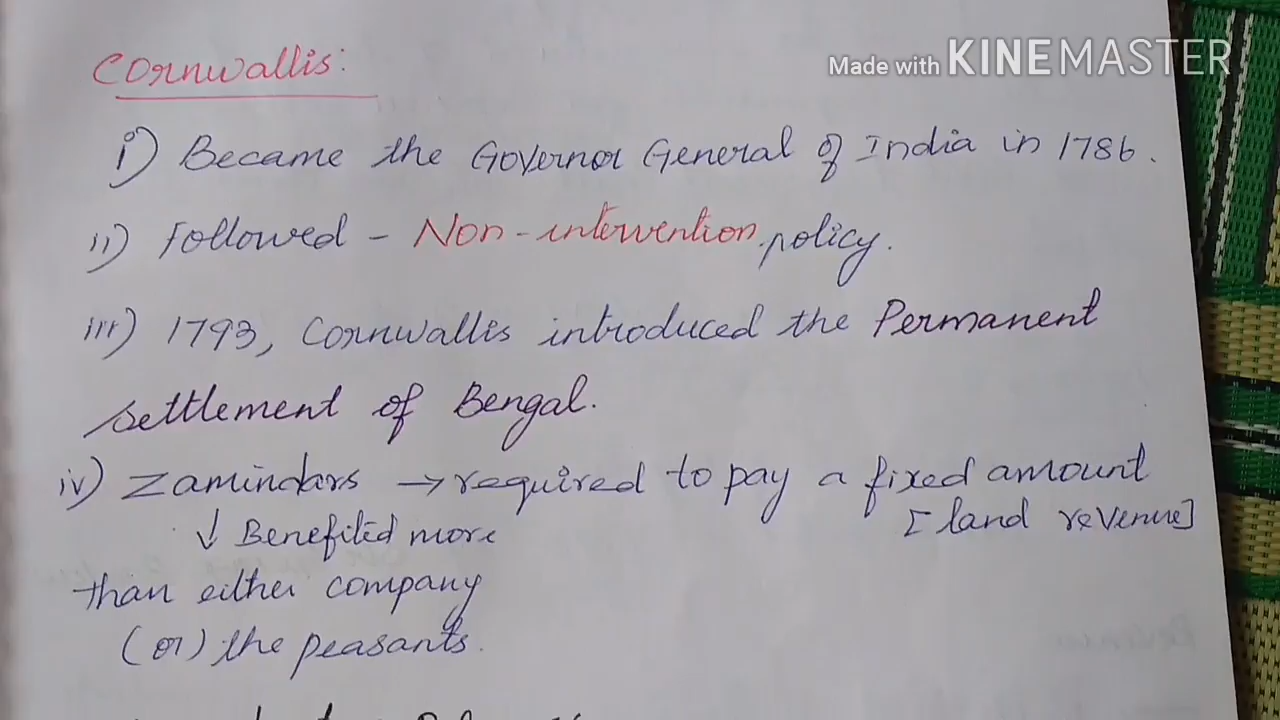 Cornwallis:
Made with KINEMASTER
i) Became the Governor General of India in 1786.
ii) Followed - Non-intervention policy.
iii) 1793, Cornwallis introduced the Permanent
settlement of Bengal.
iv) Zamindars → required to pay a fixed amount
[land revenue]
↓ Benefited more
than either company
(or) the peasants.